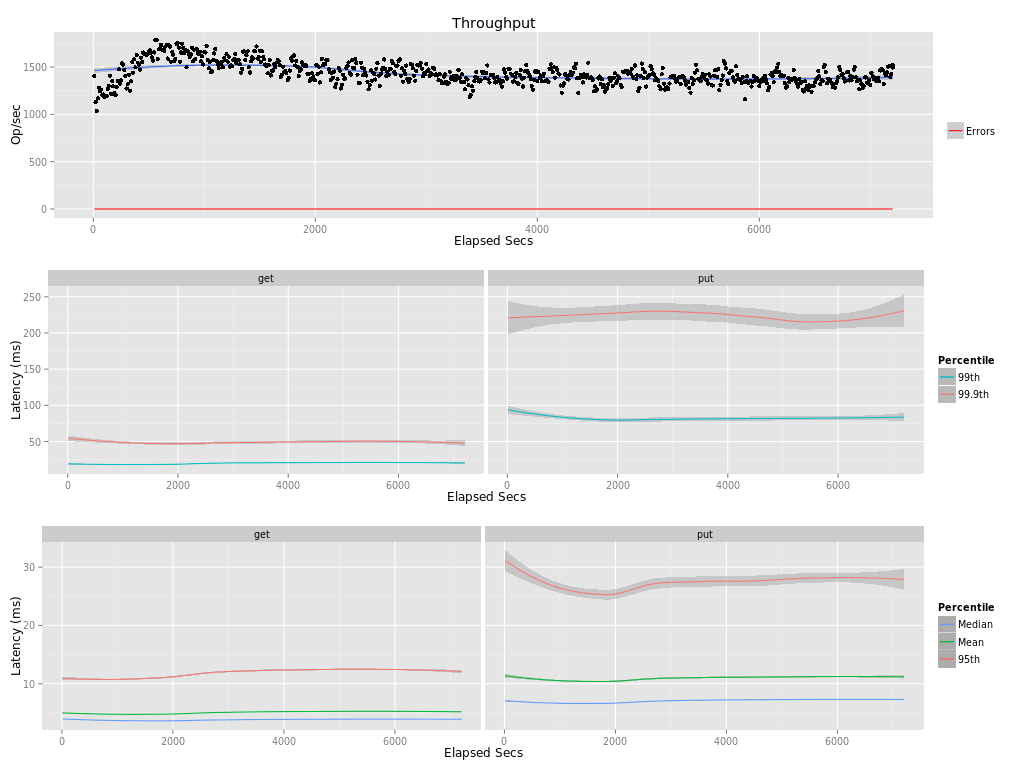 Throughput
Op/sec
1500
1000
500
0
0 2000 4000 6000
Elapsed Secs
Errors
get put
Latency (ms)
250
200
150
100
50
0 2000 4000 6000 0 2000 4000 6000
Elapsed Secs
Percentile
99th
99.9th
get put
Latency (ms)
30
20
10
0 2000 4000 6000 0 2000 4000 6000
Elapsed Secs
Percentile
Median
Mean
95th